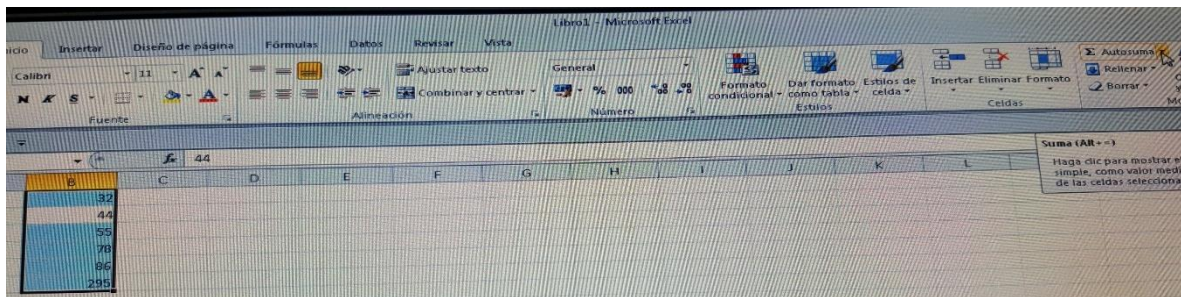 Libro1 - Microsoft Excel
Insertar Diseño de página Fórmulas Datos Revisar Vista
Calibri 11 A A Ajustar texto General Formato condicional Dar formato como tabla Estilos de celda Insertar Eliminar Formato Σ Autosuma
Rellenar
N K S A Combinar y centrar % 000 Borrar
Fuente Alineación Número Estilos Celdas
fx 44
Suma (Alt+=)
Haga clic para mostrar
simple, como valor
de las celdas
B C D E F G H I J K L
32
44
55
78
86
295